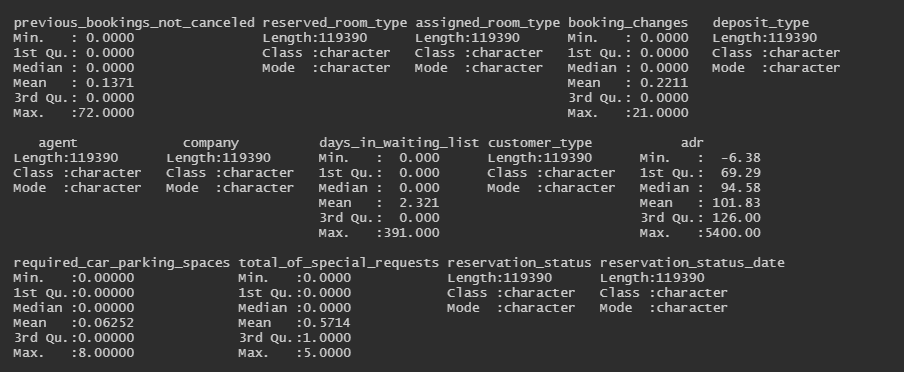 previous_bookings_not_canceled reserved_room_type assigned_room_type booking_changes deposit_type
Min. : 0.0000 Length:119390 Length:119390 Min. : 0.0000 Length:119390
1st Qu.: 0.0000 Class :character Class :character 1st Qu.: 0.0000 Class :character
Median : 0.0000 Mode :character Mode :character Median : 0.0000 Mode :character
Mean : 0.1371 Mean : 0.2211
3rd Qu.: 0.0000 3rd Qu.: 0.0000
Max. :72.0000 Max. :21.0000
agent company days_in_waiting_list customer_type adr
Length:119390 Length:119390 Min. : 0.000 Length:119390 Min. : -6.38
Class :character Class :character 1st Qu.: 0.000 Class :character 1st Qu.: 69.29
Mode :character Mode :character Median : 0.000 Mode :character Median : 94.58
Mean : 2.321 Mean : 101.83
3rd Qu.: 0.000 3rd Qu.: 126.00
Max. :391.000 Max. :5400.00
required_car_parking_spaces total_of_special_requests reservation_status reservation_status_date
Min. :0.00000 Min. :0.0000 Length:119390 Length:119390
1st Qu.:0.00000 1st Qu.:0.0000 Class :character Class :character
Median :0.00000 Median :0.0000 Mode :character Mode :character
Mean :0.06252 Mean :0.5714
3rd Qu.:0.00000 3rd Qu.:1.0000
Max. :8.00000 Max. :5.0000